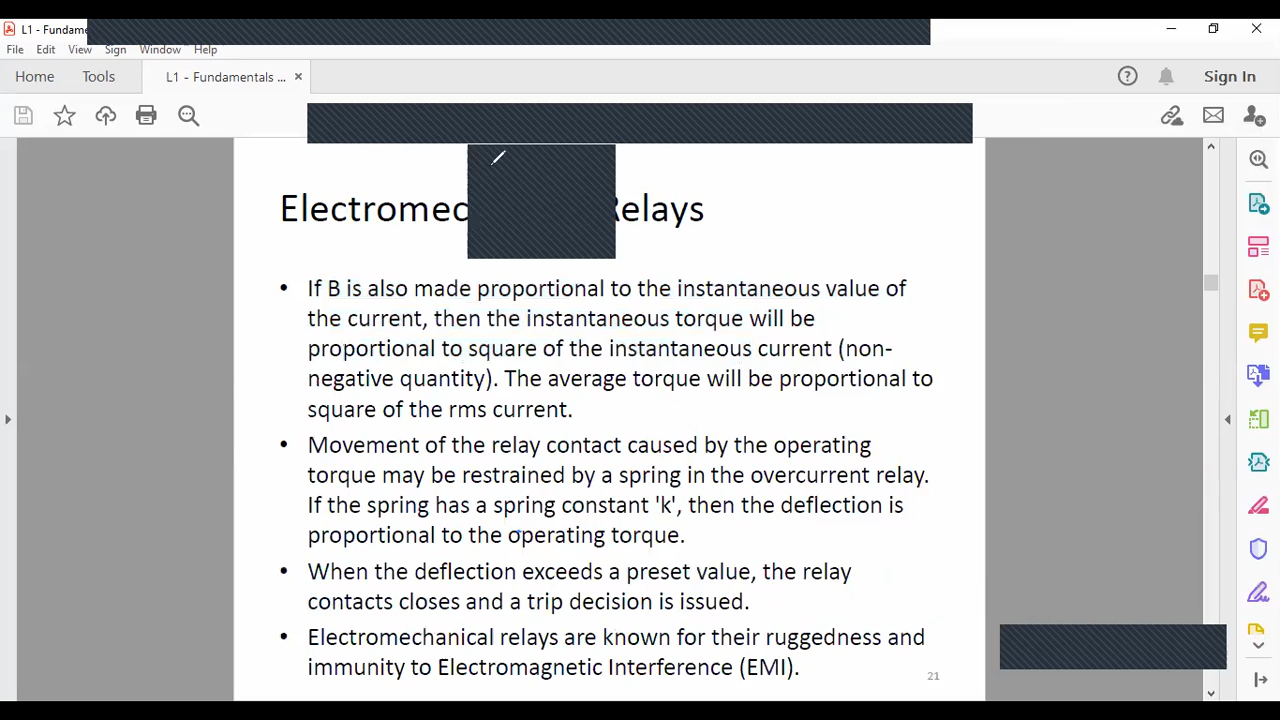 L1 - Fundame
File Edit View Sign Window Help
Home Tools L1 - Fundamentals ... × Sign In
Electromec Relays
• If B is also made proportional to the instantaneous value of
the current, then the instantaneous torque will be
proportional to square of the instantaneous current (non-
negative quantity). The average torque will be proportional to
square of the rms current.
• Movement of the relay contact caused by the operating
torque may be restrained by a spring in the overcurrent relay.
If the spring has a spring constant 'k', then the deflection is
proportional to the operating torque.
• When the deflection exceeds a preset value, the relay
contacts closes and a trip decision is issued.
• Electromechanical relays are known for their ruggedness and
immunity to Electromagnetic Interference (EMI).
21